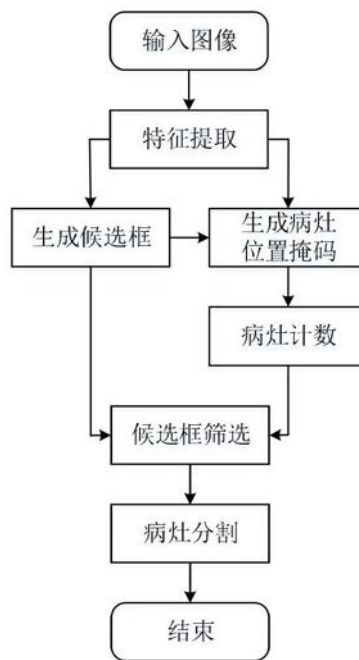 输入图像
特征提取
生成候选框
生成病灶
位置掩码
病灶计数
候选框筛选
病灶分割
结束